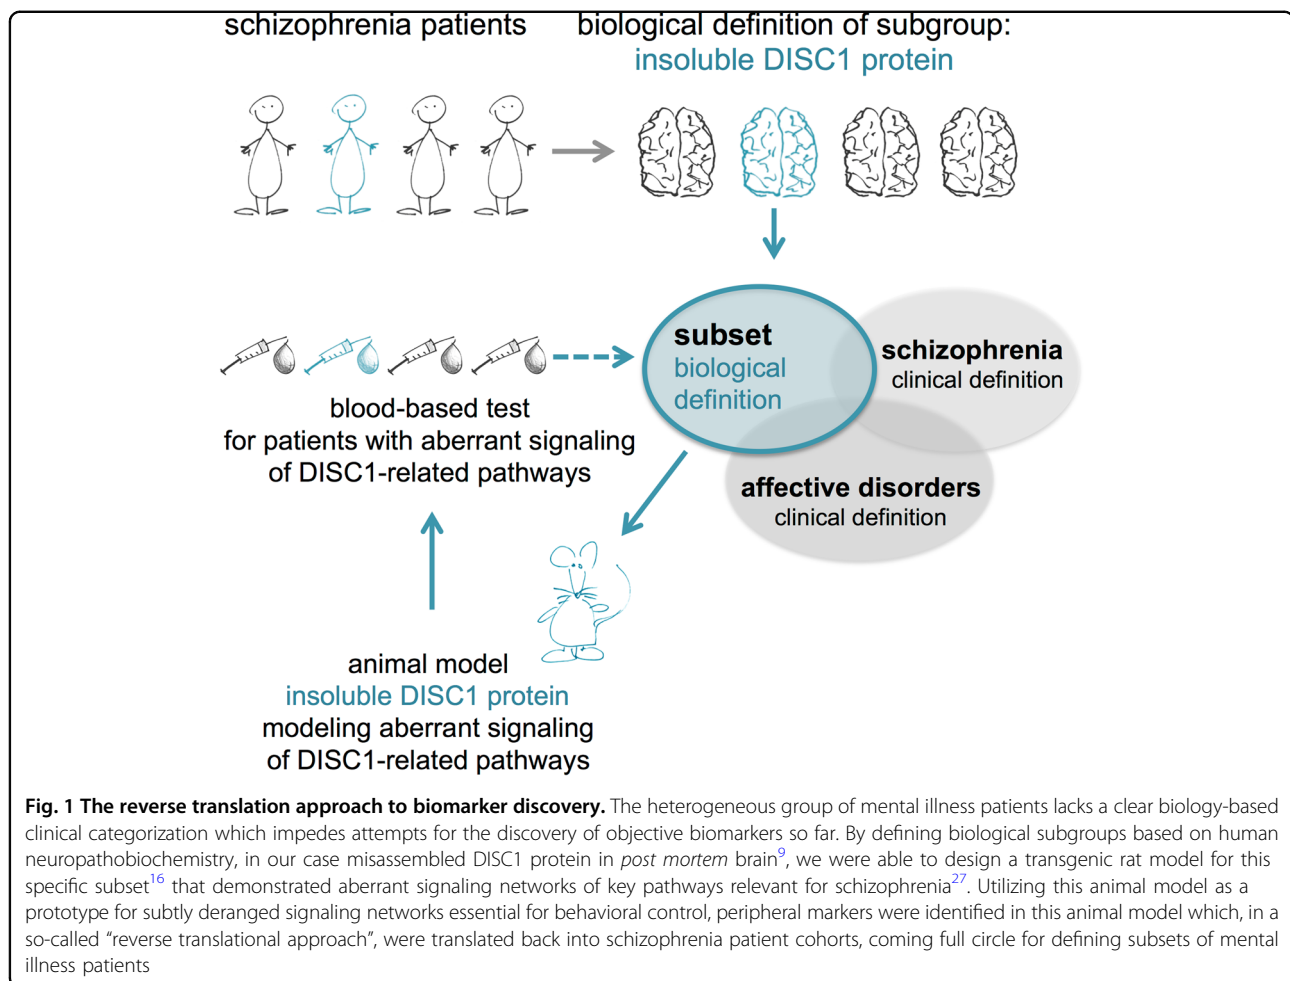 schizophrenia patients
biological definition of subgroup:
insoluble DISC1 protein
subset
biological
definition
schizophrenia
clinical definition
affective disorders
clinical definition
blood-based test
for patients with aberrant signaling
of DISC1-related pathways
animal model
insoluble DISC1 protein
modeling aberrant signaling
of DISC1-related pathways
Fig. 1 The reverse translation approach to biomarker discovery. The heterogeneous group of mental illness patients lacks a clear biology-based
clinical categorization which impedes attempts for the discovery of objective biomarkers so far. By defining biological subgroups based on human
neuropathobiochemistry, in our case misassembled DISC1 protein in post mortem brain9, we were able to design a transgenic rat model for this
specific subset16 that demonstrated aberrant signaling networks of key pathways relevant for schizophrenia27. Utilizing this animal model as a
prototype for subtly deranged signaling networks essential for behavioral control, peripheral markers were identified in this animal model which, in a
so-called “reverse translational approach”, were translated back into schizophrenia patient cohorts, coming full circle for defining subsets of mental
illness patients